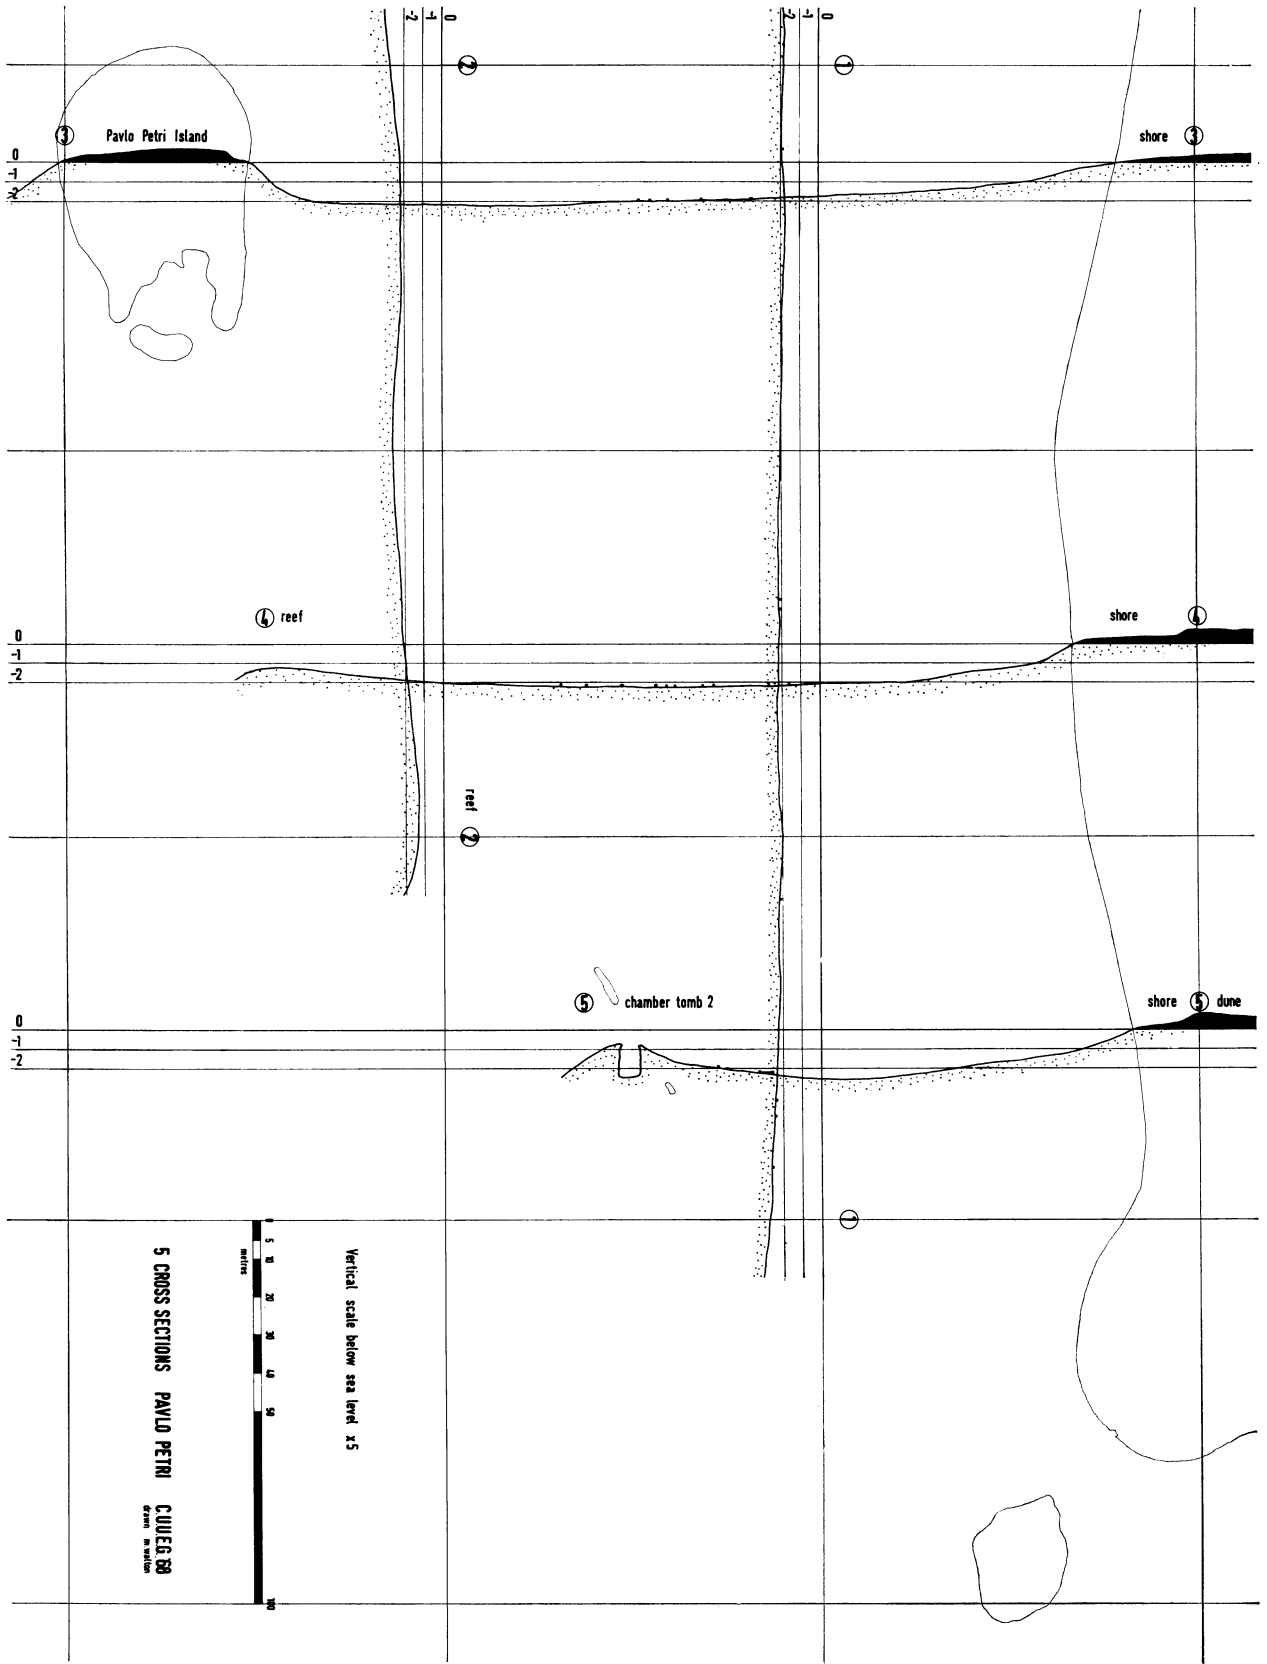 0
-1
-2
2
0
-1
-2
1
3
Pavlo Petri Island
shore 3
0
-1
-2
4 reef
shore 4
0
-1
-2
reef 2
5 chamber tomb 2
shore 5 dune
0
-1
-2
1
Vertical scale below sea level x5
0 5 10 20 30 40 50 100
metres
5 CROSS SECTIONS PAVLO PETRI C.U.U.E.G. '68
drawn m.walton